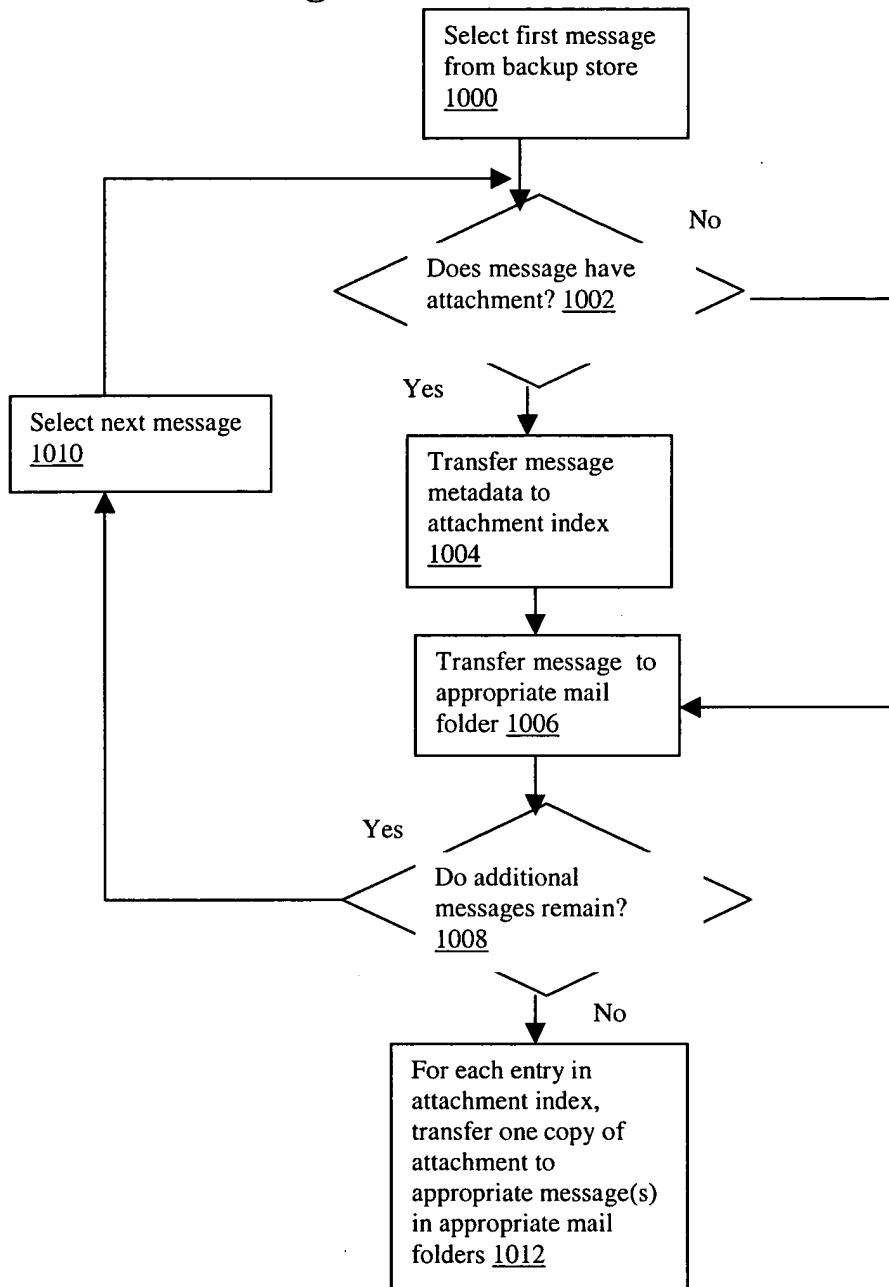 Select first message
from backup store
1000
No
Does message have
attachment? 1002
Yes
Select next message
1010
Transfer message
metadata to
attachment index
1004
Transfer message to
appropriate mail
folder 1006
Yes
Do additional
messages remain?
1008
No
For each entry in
attachment index,
transfer one copy of
attachment to
appropriate message(s)
in appropriate mail
folders 1012